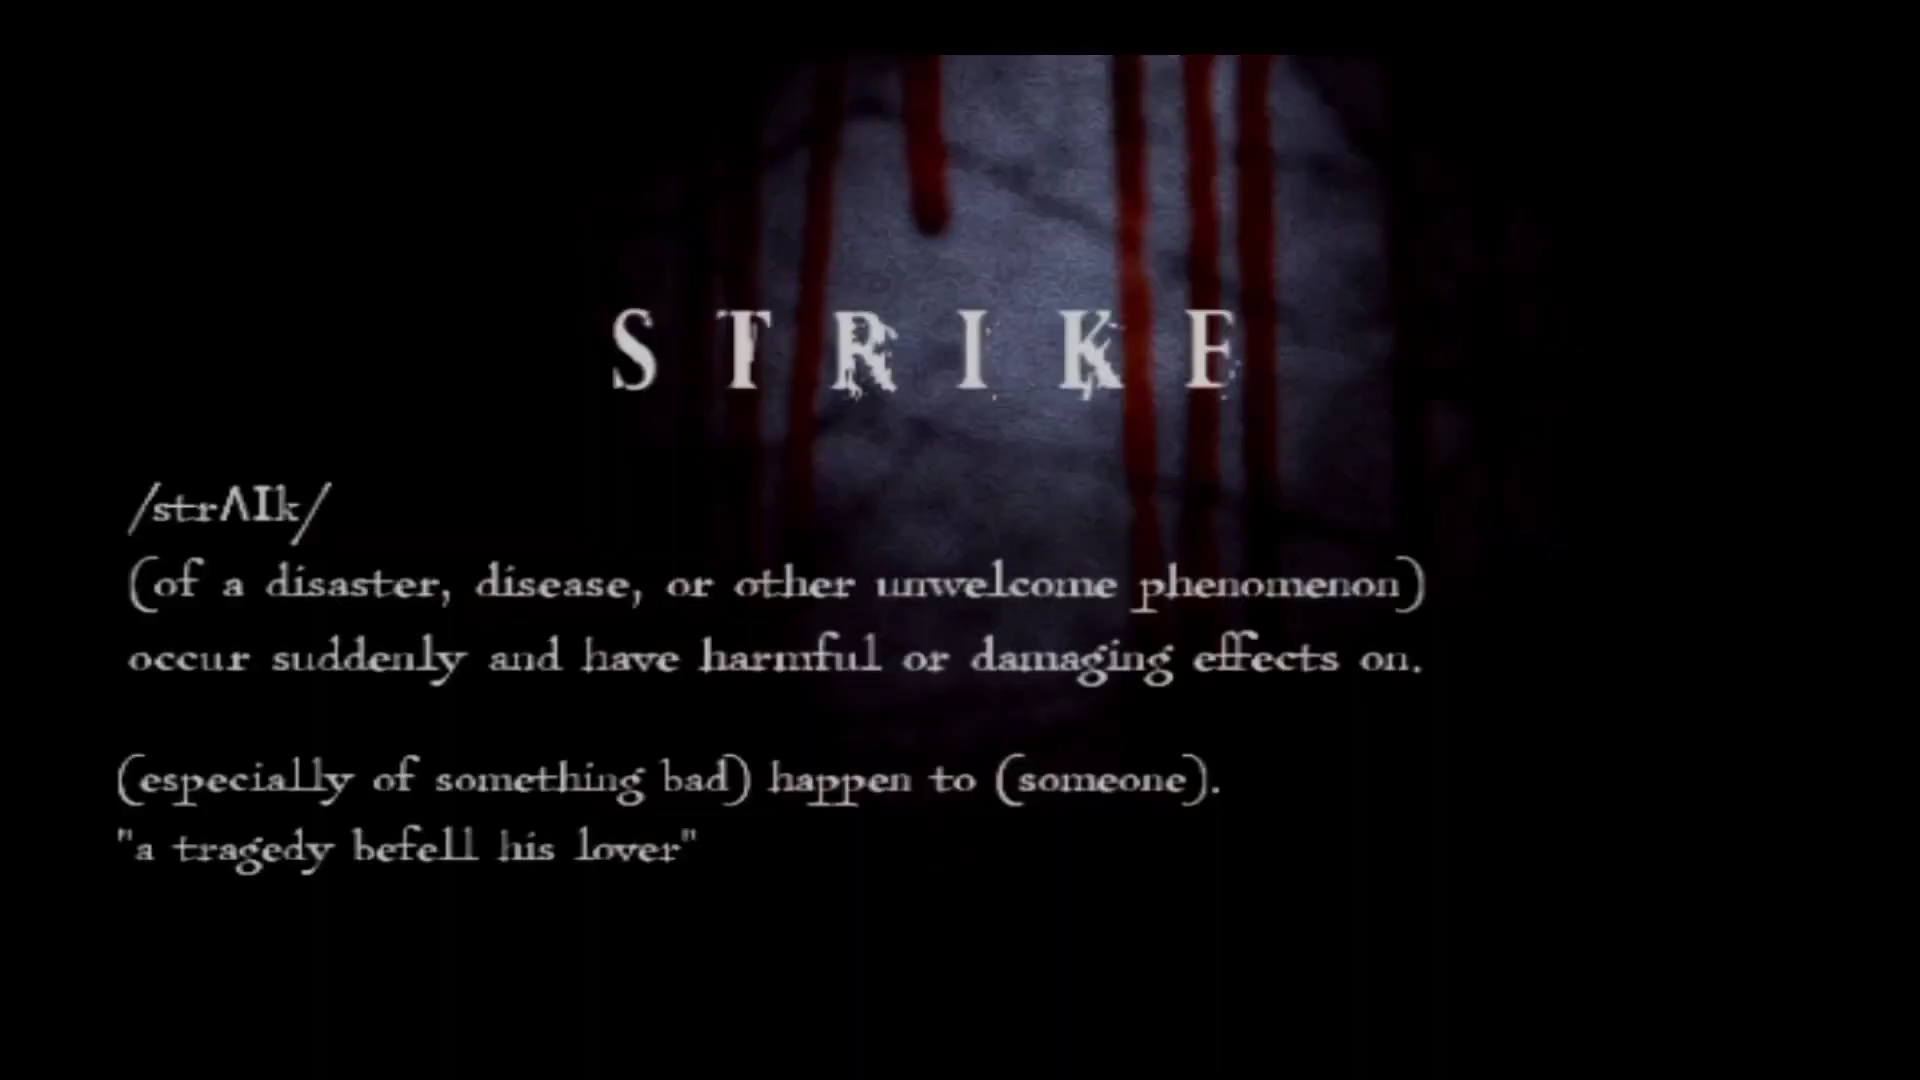 STRIKE
/strΛIk/
(of a disaster, disease, or other unwelcome phenomenon)
occur suddenly and have harmful or damaging effects on.
(especially of something bad) happen to (someone).
"a tragedy befell his lover"